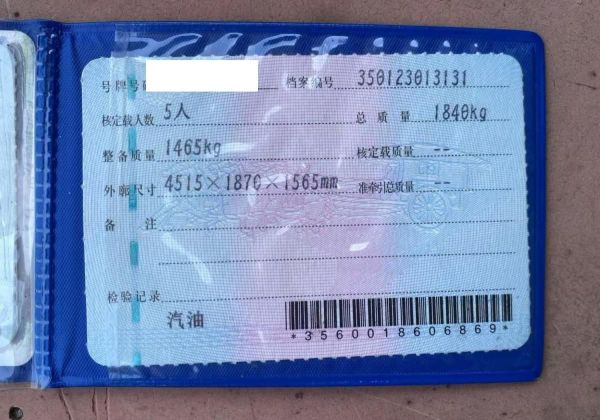 号牌号码 档案编号 350123013131
核定载人数 5人 总质量 1840kg
整备质量 1465kg 核定载质量 --
外廓尺寸 4515×1870×1565mm 准牵引总质量 --
备注
检验记录
汽油
*3560018606869*